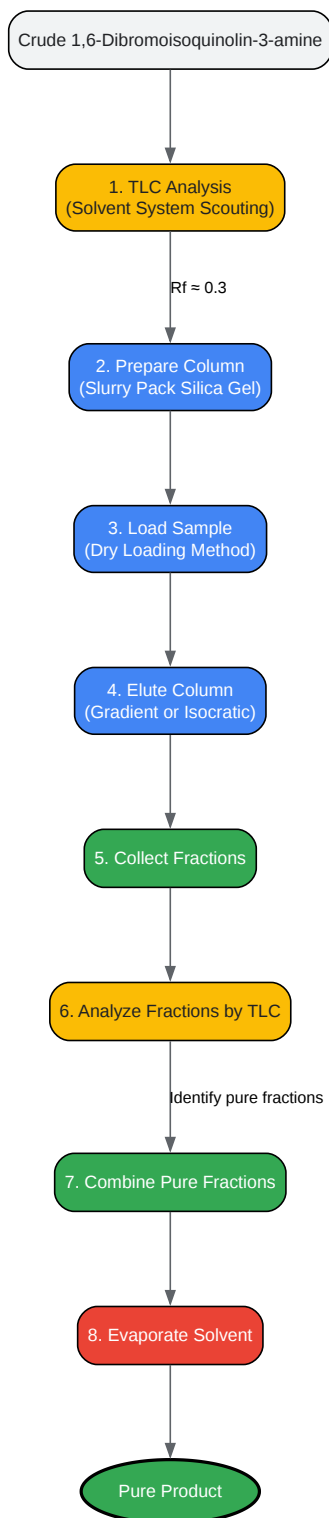 Crude 1,6-Dibromoisoquinolin-3-amine
1. TLC Analysis
(Solvent System Scouting)
Rf ≈ 0.3
2. Prepare Column
(Slurry Pack Silica Gel)
3. Load Sample
(Dry Loading Method)
4. Elute Column
(Gradient or Isocratic)
5. Collect Fractions
6. Analyze Fractions by TLC
Identify pure fractions
7. Combine Pure Fractions
8. Evaporate Solvent
Pure Product